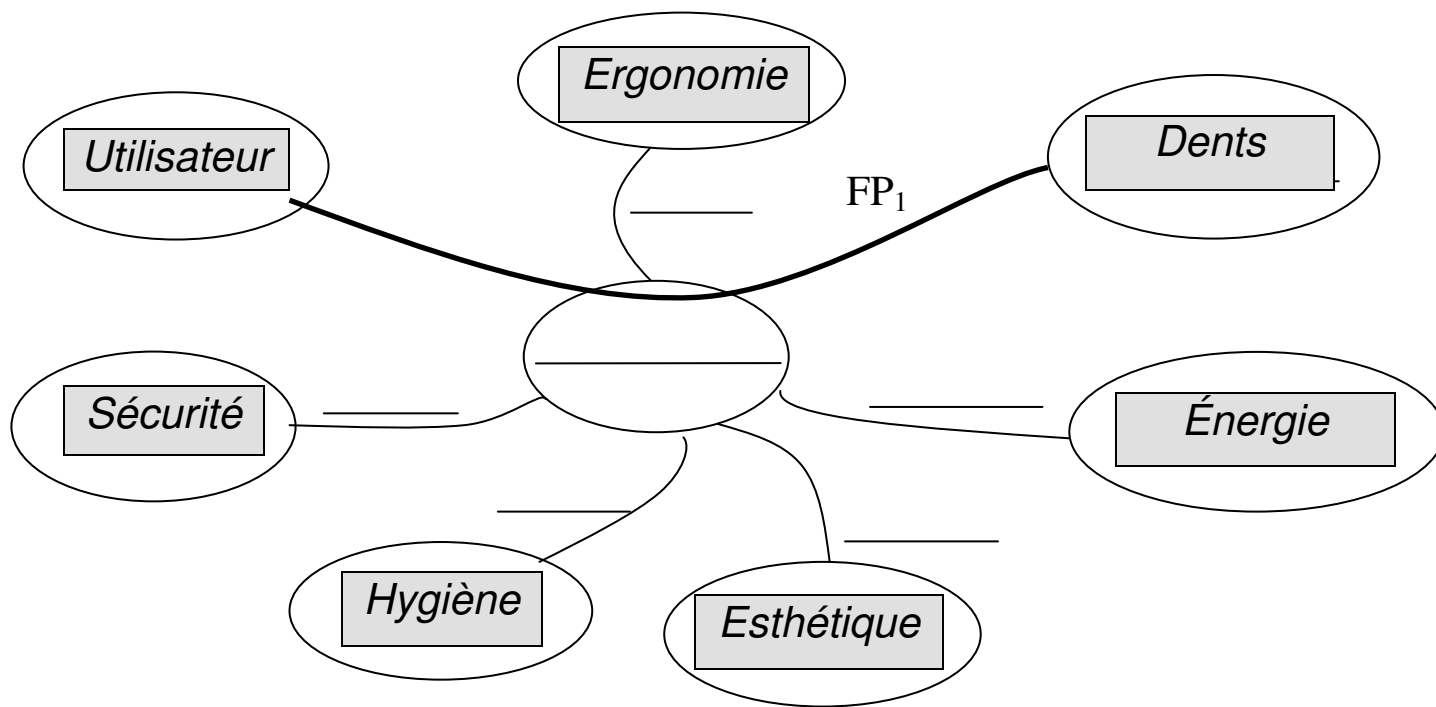 Ergonomie
Utilisateur
Dents
FP₁
Sécurité
Énergie
Hygiène
Esthétique